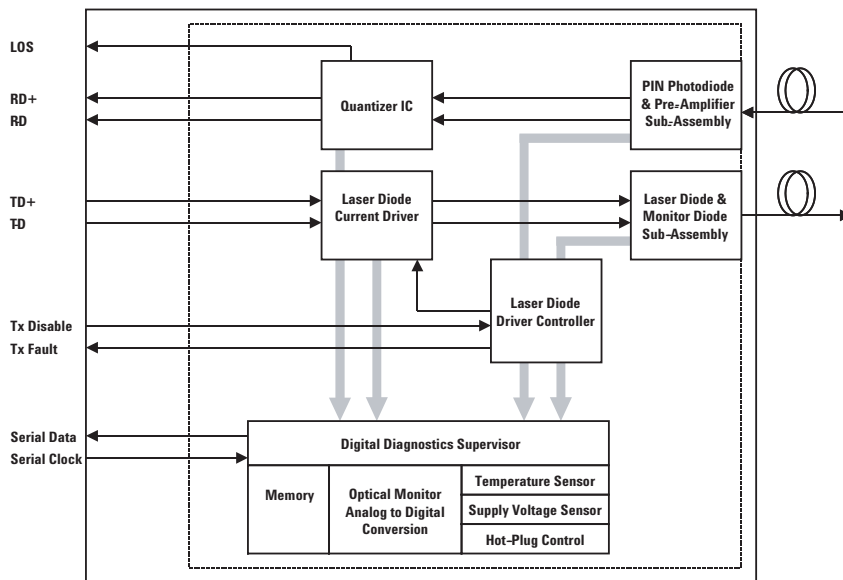 LOS
RD+
RD
Quantizer IC
PIN Photodiode
& Pre-Amplifier
Sub-Assembly
TD+
TD
Laser Diode
Current Driver
Laser Diode &
Monitor Diode
Sub-Assembly
Laser Diode
Driver Controller
Tx Disable
Tx Fault
Serial Data
Serial Clock
Digital Diagnostics Supervisor
Memory
Optical Monitor
Analog to Digital
Conversion
Temperature Sensor
Supply Voltage Sensor
Hot-Plug Control